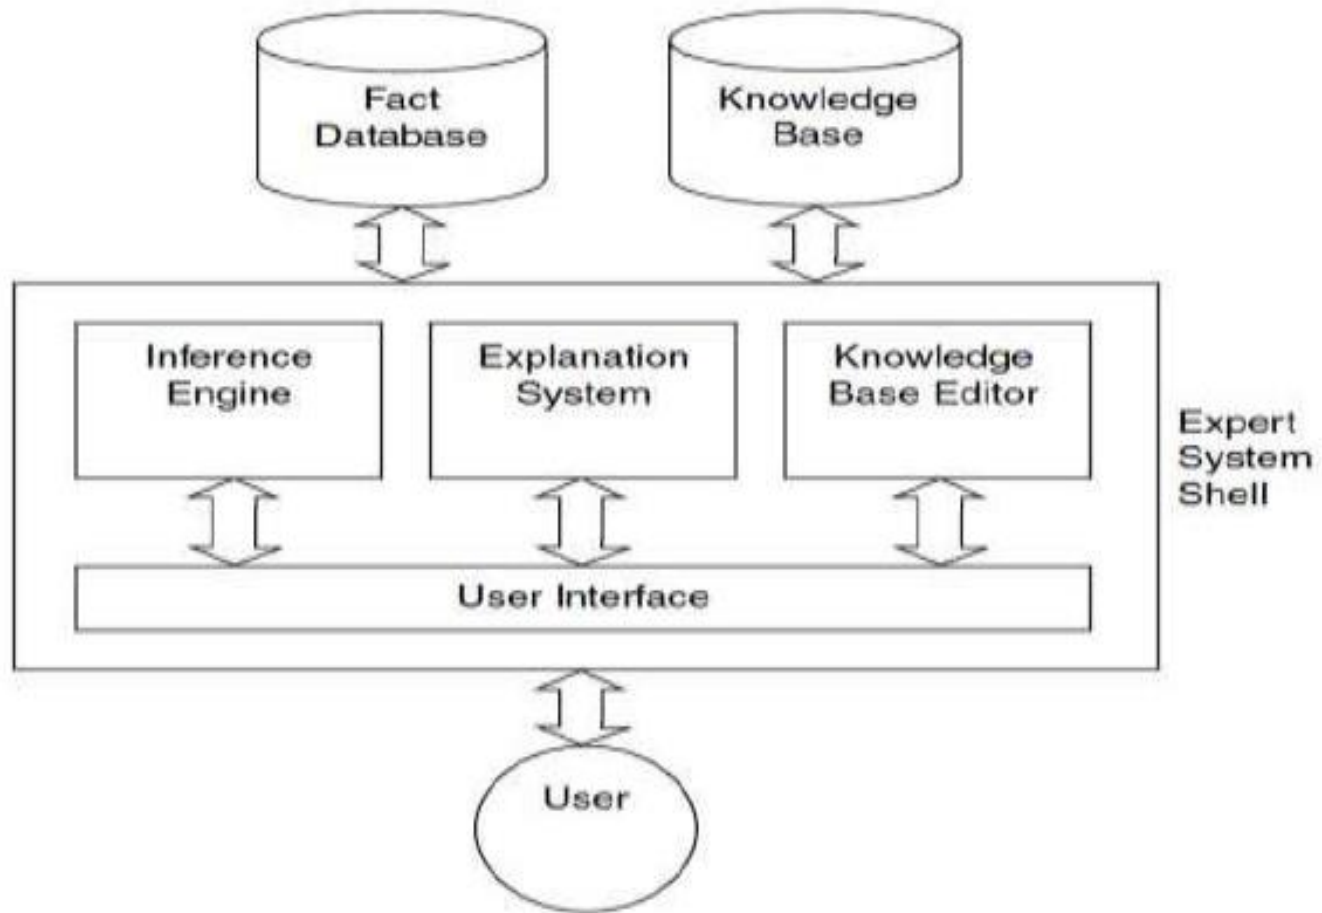 Fact
Database
Knowledge
Base
Inference
Engine
Explanation
System
Knowledge
Base Editor
Expert
System
Shell
User Interface
User